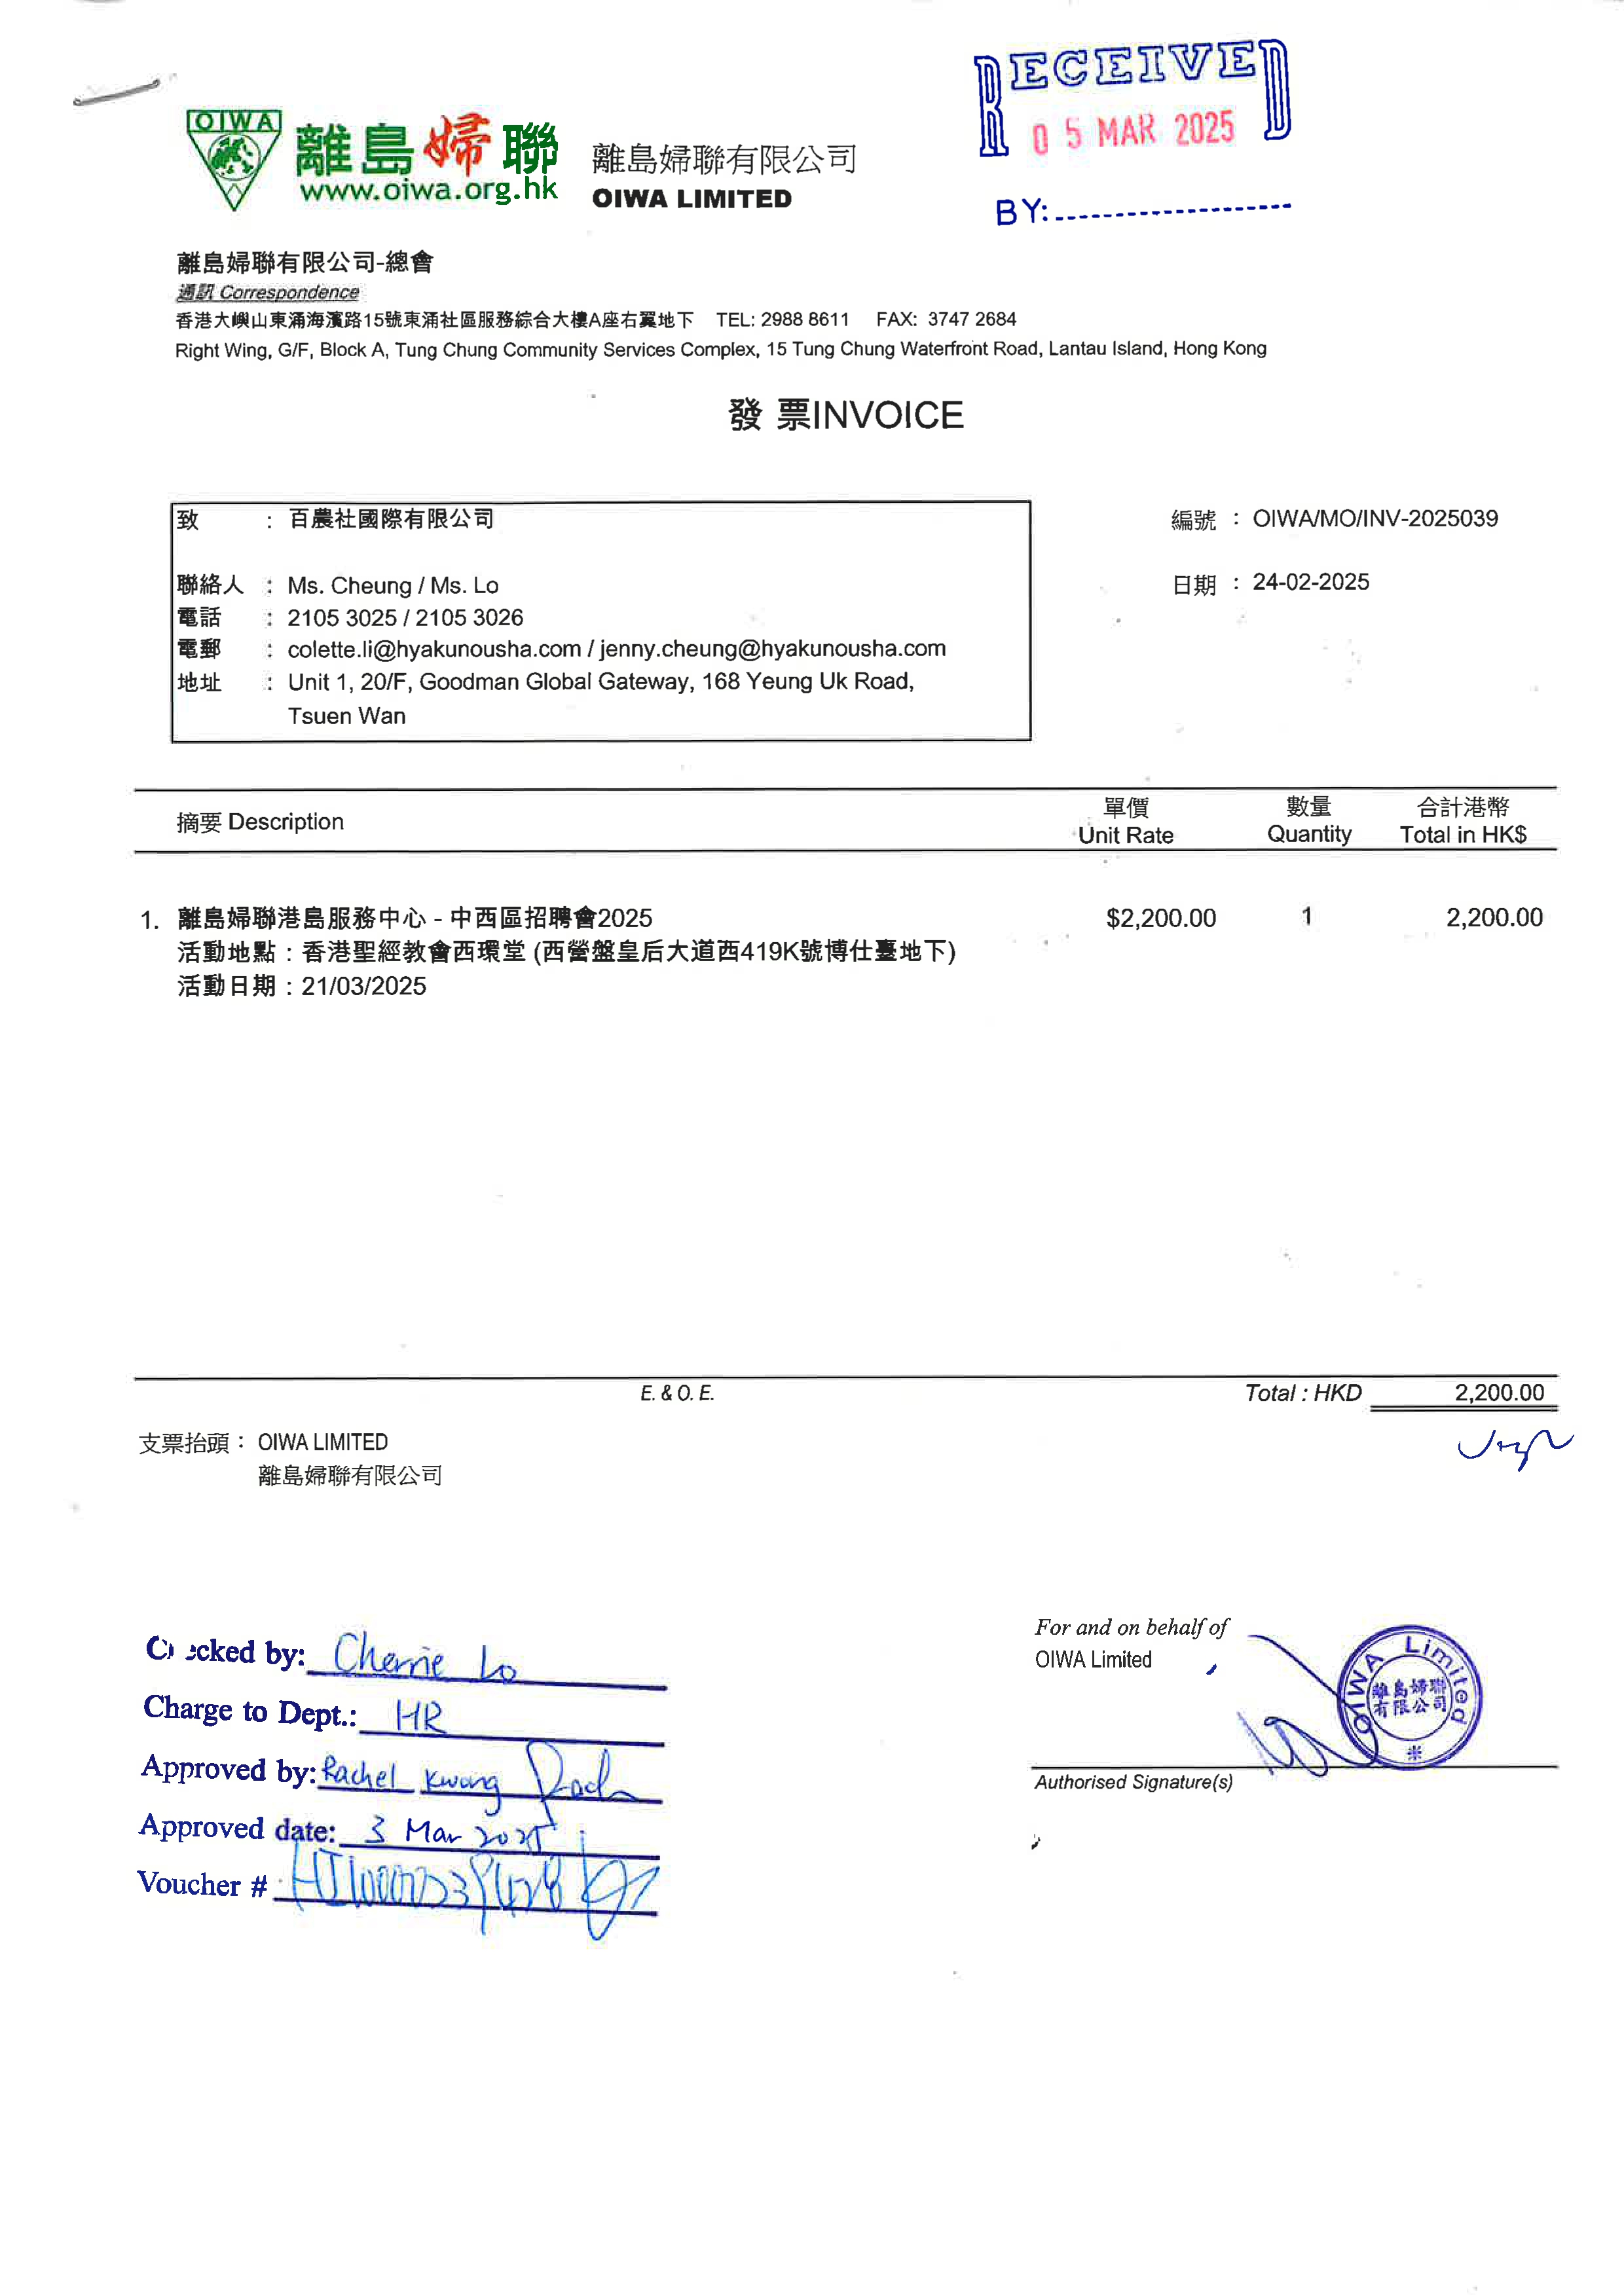 RECEIVED
05 MAR 2025
BY:
OIWA
離島婦聯
www.oiwa.org.hk
離島婦聯有限公司
OIWA LIMITED
離島婦聯有限公司-總會
通訊 Correspondence
香港大嶼山東涌海濱路15號東涌社區服務綜合大樓A座右翼地下 TEL: 2988 8611 FAX: 3747 2684
Right Wing, G/F, Block A, Tung Chung Community Services Complex, 15 Tung Chung Waterfront Road, Lantau Island, Hong Kong
發 票INVOICE
致 : 百農社國際有限公司
編號 : OIWA/MO/INV-2025039
聯絡人 : Ms. Cheung / Ms. Lo
日期 : 24-02-2025
電話 : 2105 3025 / 2105 3026
電郵 : colette.li@hyakunousha.com / jenny.cheung@hyakunousha.com
地址 : Unit 1, 20/F, Goodman Global Gateway, 168 Yeung Uk Road,
Tsuen Wan
摘要 Description
單價 數量 合計港幣
Unit Rate Quantity Total in HK$
1. 離島婦聯港島服務中心 - 中西區招聘會2025 $2,200.00 1 2,200.00
活動地點：香港聖經教會西環堂 (西營盤皇后大道西419K號博仕臺地下)
活動日期：21/03/2025
E. & O. E. Total : HKD 2,200.00
支票抬頭： OIWA LIMITED
離島婦聯有限公司
For and on behalf of
OIWA Limited
OIWA Limited
離島婦聯
有限公司
Authorised Signature(s)
cked by: Cherrie Lo
Charge to Dept.: HR
Approved by: Rachel Kwong
Approved date: 3 Mar 2025
Voucher #